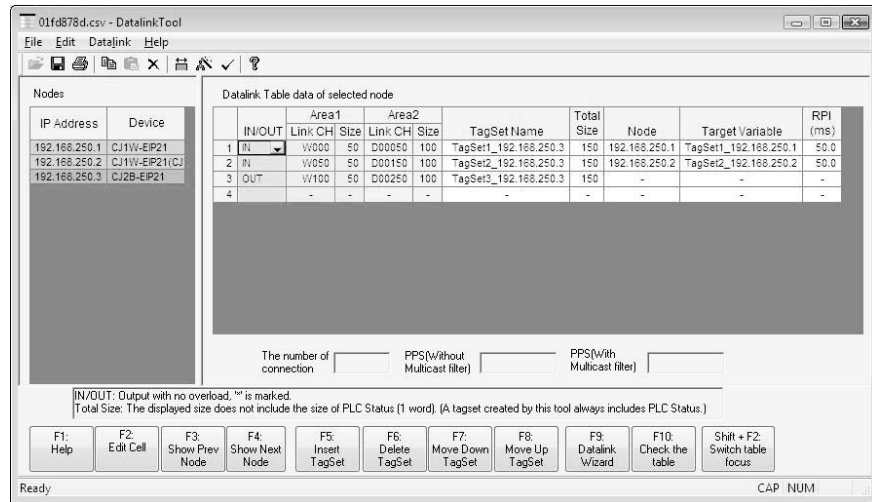 01fd878d.csv - DatalinkTool
File Edit Datalink Help
Nodes
IP Address Device
192.168.250.1 CJ1W-EIP21
192.168.250.2 CJ1W-EIP21(CJ
192.168.250.3 CJ2B-EIP21
Datalink Table data of selected node
Area1 Area2 Total RPI
IN/OUT Link CH Size Link CH Size TagSet Name Size Node Target Variable (ms)
1 IN W000 50 D00050 100 TagSet1_192.168.250.3 150 192.168.250.1 TagSet1_192.168.250.1 50.0
2 IN W050 50 D00150 100 TagSet2_192.168.250.3 150 192.168.250.2 TagSet2_192.168.250.2 50.0
3 OUT W100 50 D00250 100 TagSet3_192.168.250.3 150 - - -
4 - - - - - - - -
The number of connection
PPS(Without Multicast filter)
PPS(With Multicast filter)
IN/OUT: Output with no overload, '*' is marked.
Total Size: The displayed size does not include the size of PLC Status (1 word). (A tagset created by this tool always includes PLC Status.)
F1: Help
F2: Edit Cell
F3: Show Prev Node
F4: Show Next Node
F5: Insert TagSet
F6: Delete TagSet
F7: Move Down TagSet
F8: Move Up TagSet
F9: Datalink Wizard
F10: Check the table
Shift + F2: Switch table focus
Ready CAP NUM